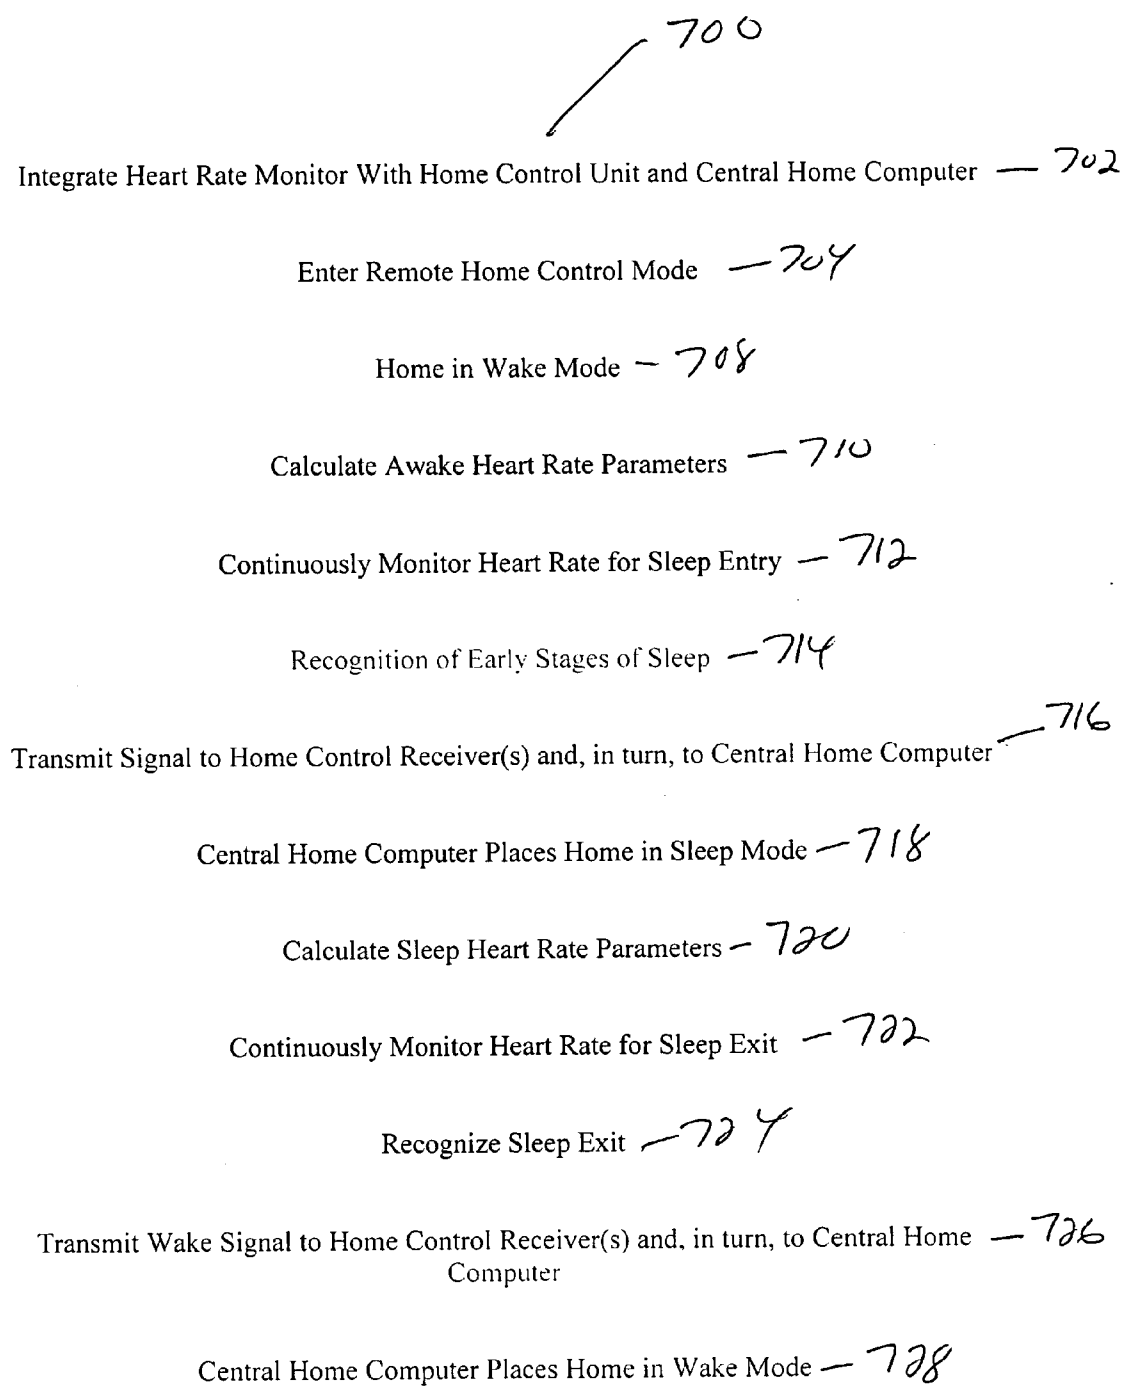 700
Integrate Heart Rate Monitor With Home Control Unit and Central Home Computer — 702
Enter Remote Home Control Mode — 704
Home in Wake Mode — 708
Calculate Awake Heart Rate Parameters — 710
Continuously Monitor Heart Rate for Sleep Entry — 712
Recognition of Early Stages of Sleep — 714
Transmit Signal to Home Control Receiver(s) and, in turn, to Central Home Computer — 716
Central Home Computer Places Home in Sleep Mode — 718
Calculate Sleep Heart Rate Parameters — 720
Continuously Monitor Heart Rate for Sleep Exit — 722
Recognize Sleep Exit — 724
Transmit Wake Signal to Home Control Receiver(s) and, in turn, to Central Home — 726
Computer
Central Home Computer Places Home in Wake Mode — 728